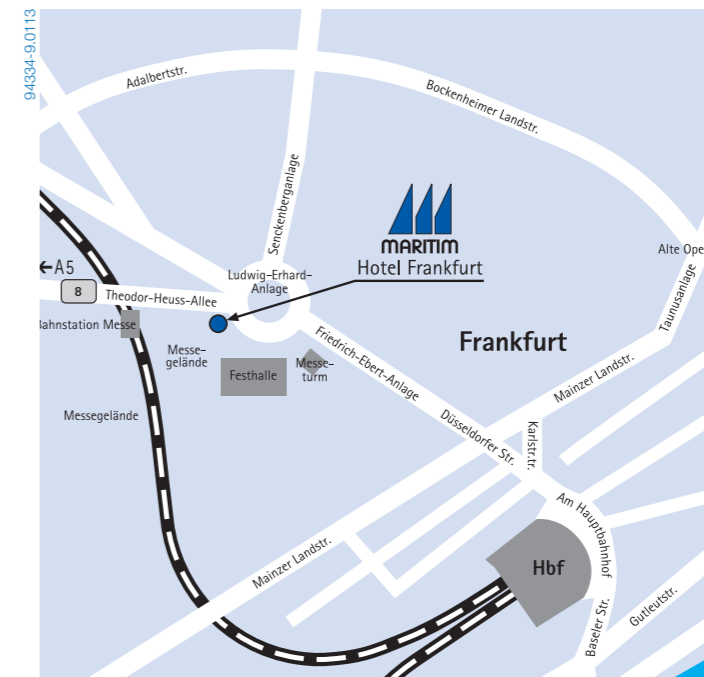 94334-9.0113
Adalbertstr.
Bockenheimer Landstr.
Senckenberganlage
MARITIM
Hotel Frankfurt
Alte Ope
←A5
8
Theodor-Heuss-Allee
Ludwig-Erhard-
Anlage
Taunusanlage
Bahnstation Messe
Messe-
gelände
Festhalle
Messe-
turm
Friedrich-Ebert-Anlage
Frankfurt
Mainzer Landstr.
Messegelände
Düsseldorfer Str.
Karlstr.tr.
Am Hauptbahnhof
Mainzer Landstr.
Hbf
Baseler Str.
Gutleutstr.